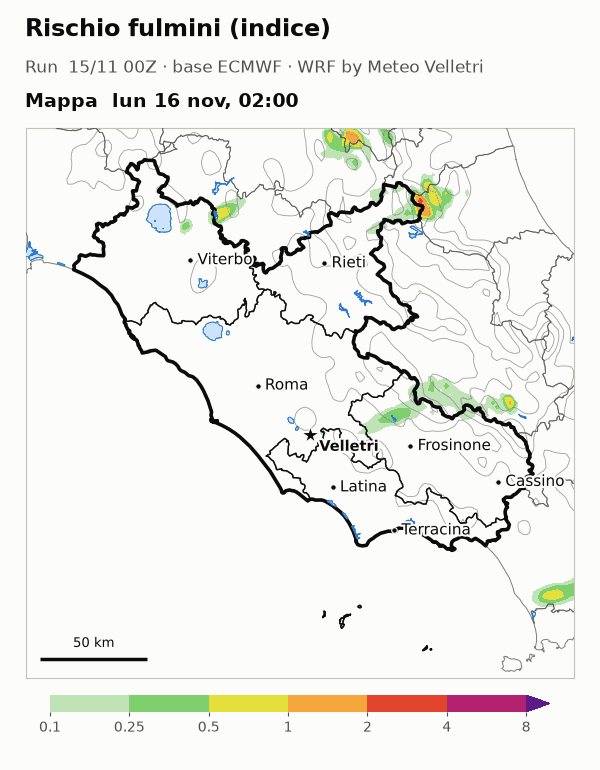 Rischio fulmini (indice)
Run 15/11 00Z · base ECMWF · WRF by Meteo Velletri
Mappa lun 16 nov, 02:00
Viterbo
Rieti
Roma
Velletri
Frosinone
Latina
Cassino
Terracina
50 km
0.1 0.25 0.5 1 2 4 8